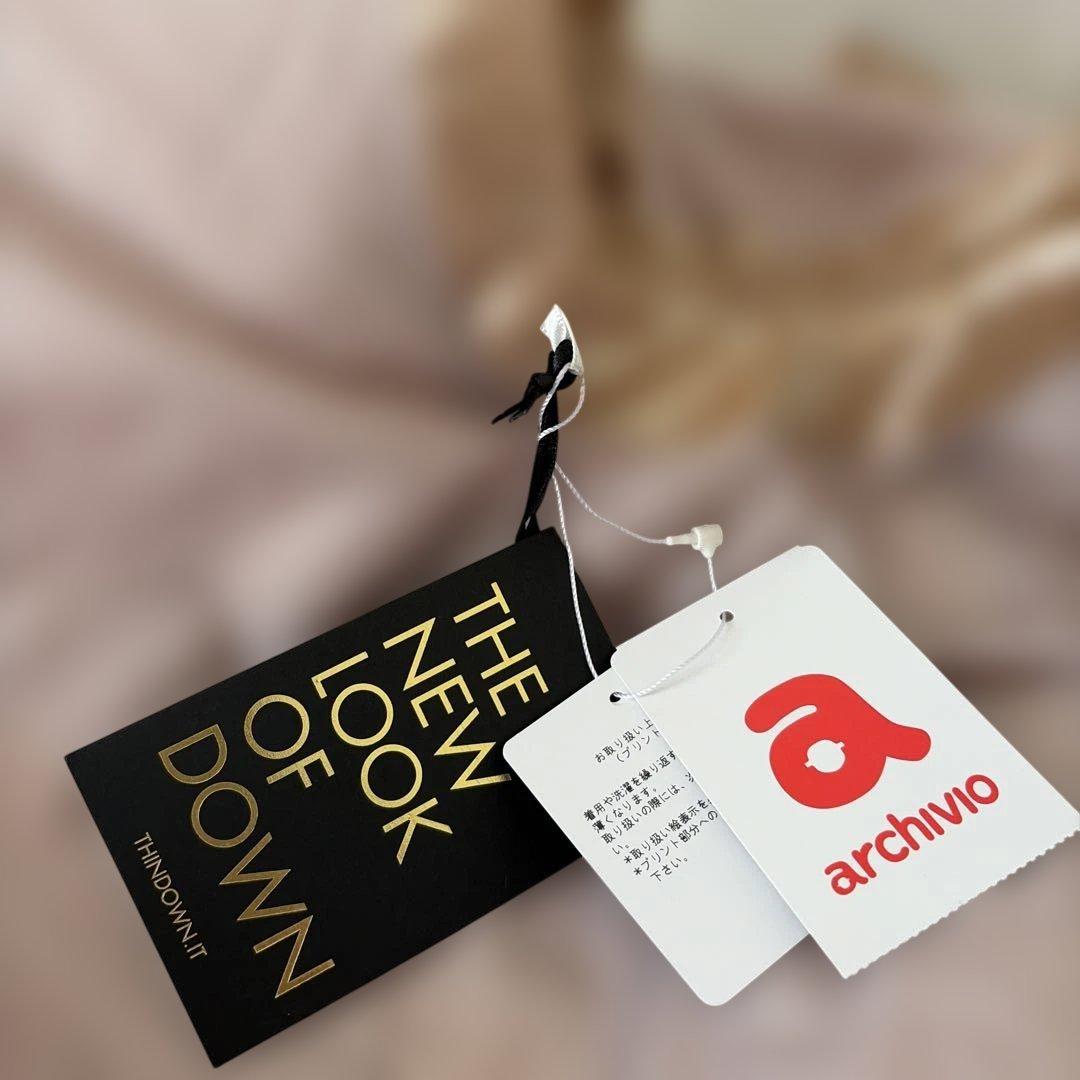 THE
NEW
LOOK
OF
DOWN
THINDOWN.IT
お取り扱い上
(プリント
着用や洗濯を繰り返す
薄くなります。
取り扱いの際には、
い。
*取り扱い絵表示を
*プリント部分への
下さい。
a
archivio